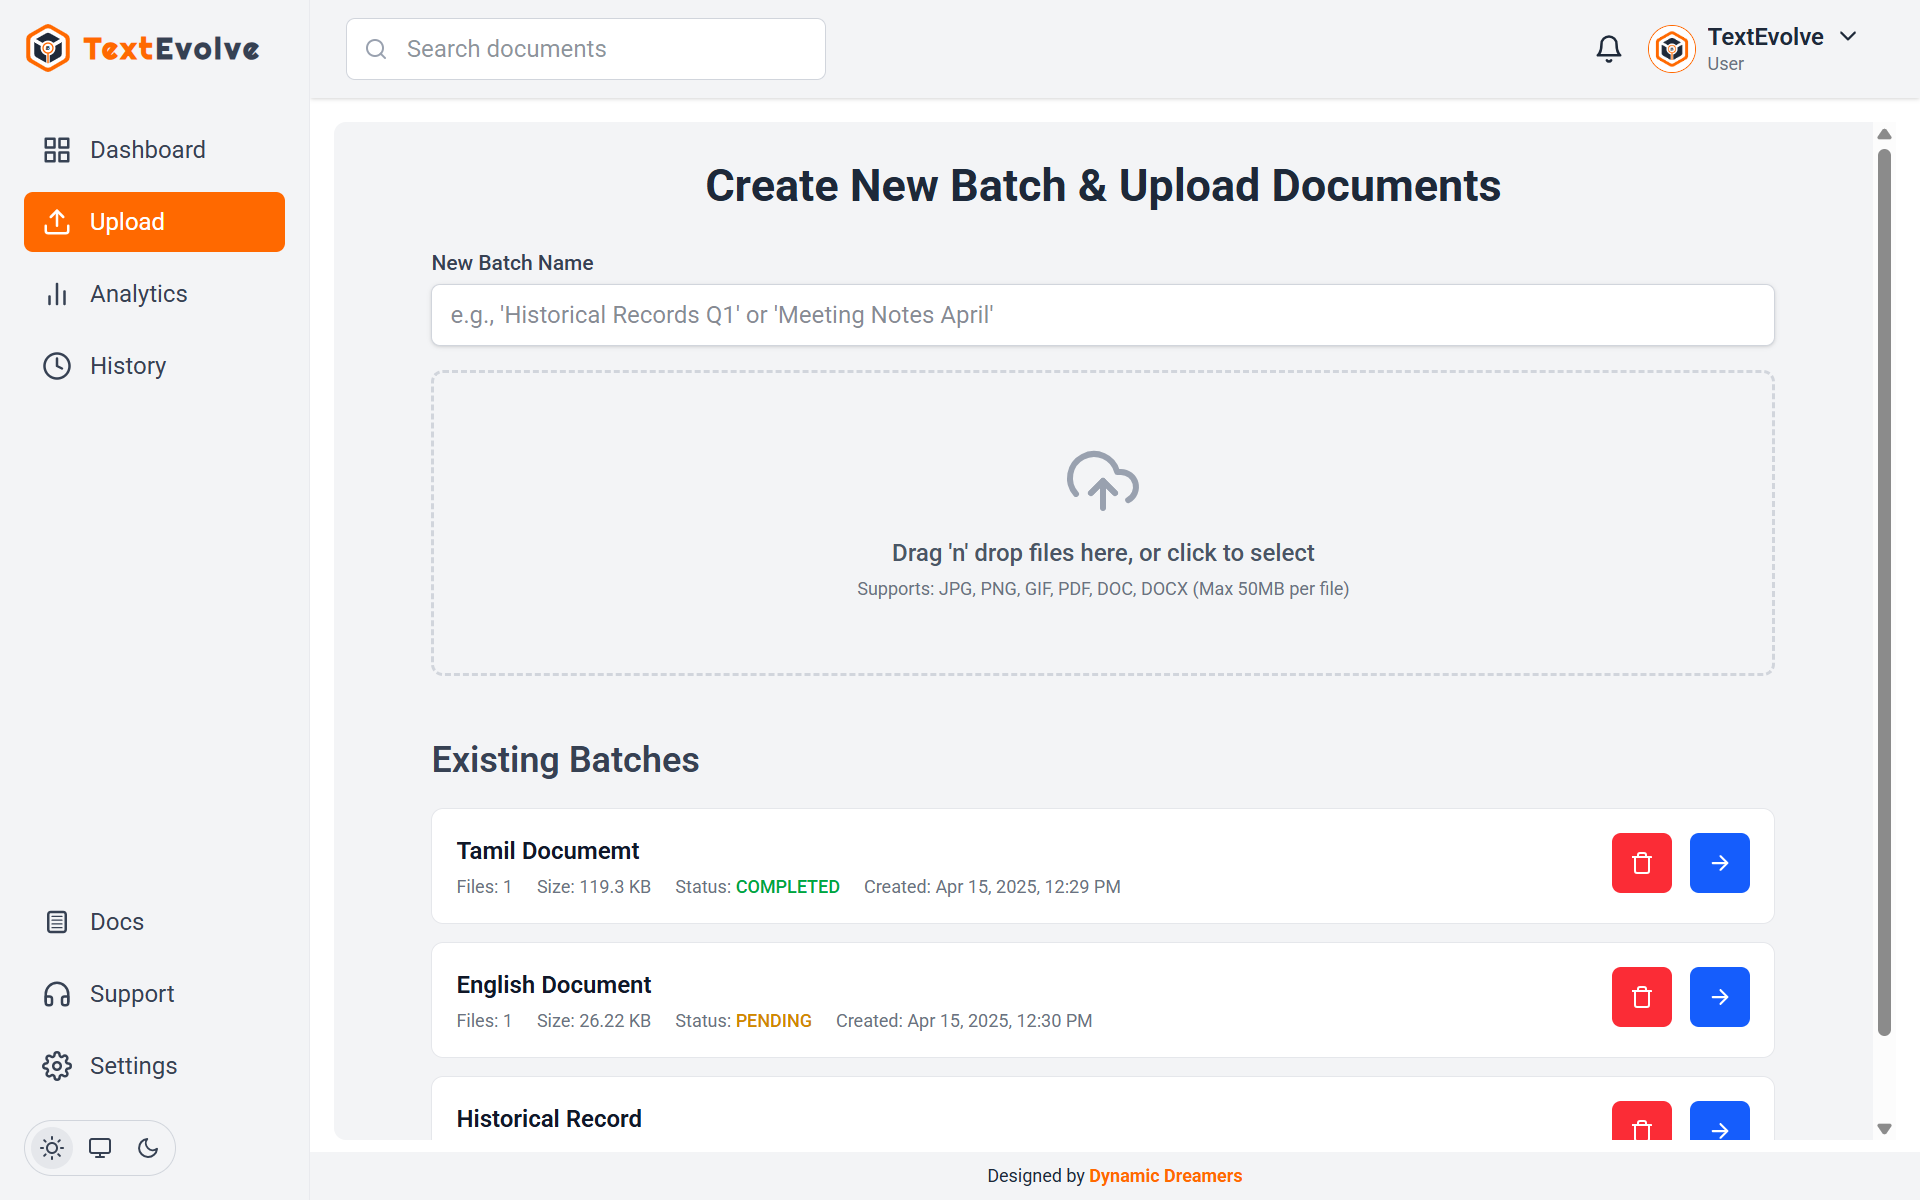 TextEvolve
Search documents
TextEvolve
User
Dashboard
Upload
Analytics
History
Docs
Support
Settings
Create New Batch & Upload Documents
New Batch Name
e.g., 'Historical Records Q1' or 'Meeting Notes April'
Drag 'n' drop files here, or click to select
Supports: JPG, PNG, GIF, PDF, DOC, DOCX (Max 50MB per file)
Existing Batches
Tamil Documemt
Files: 1 Size: 119.3 KB Status: COMPLETED Created: Apr 15, 2025, 12:29 PM
English Document
Files: 1 Size: 26.22 KB Status: PENDING Created: Apr 15, 2025, 12:30 PM
Historical Record
Designed by Dynamic Dreamers